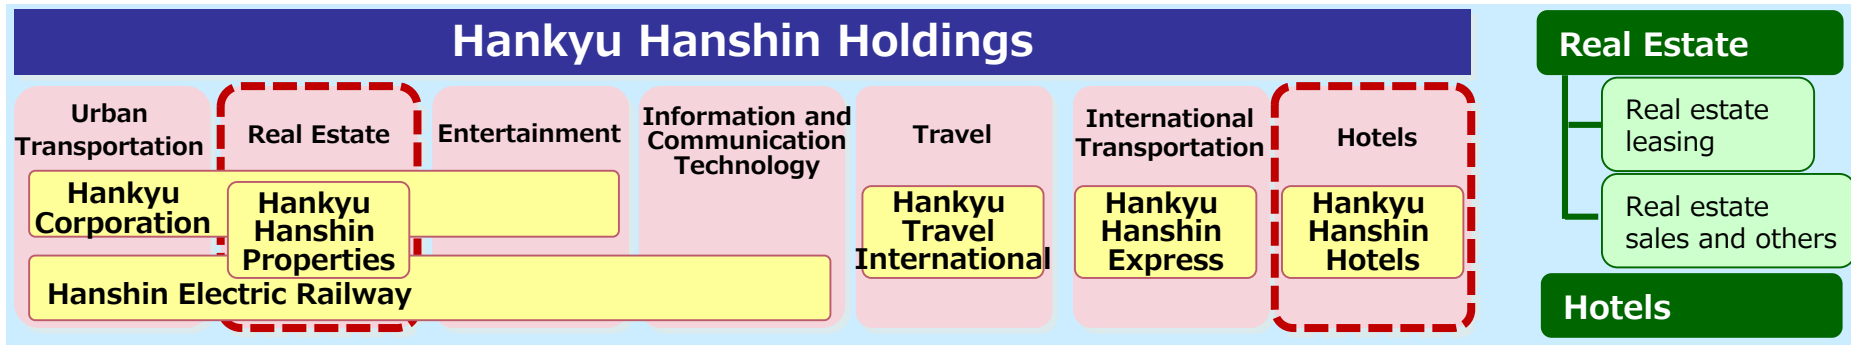 Hankyu Hanshin Holdings
Urban
Transportation
Real Estate
Entertainment
Information and
Communication
Technology
Travel
International
Transportation
Hotels
Hankyu
Corporation
Hankyu
Hanshin
Properties
Hanshin Electric Railway
Hankyu
Travel
International
Hankyu
Hanshin
Express
Hankyu
Hanshin
Hotels
Real Estate
Real estate
leasing
Real estate
sales and others
Hotels